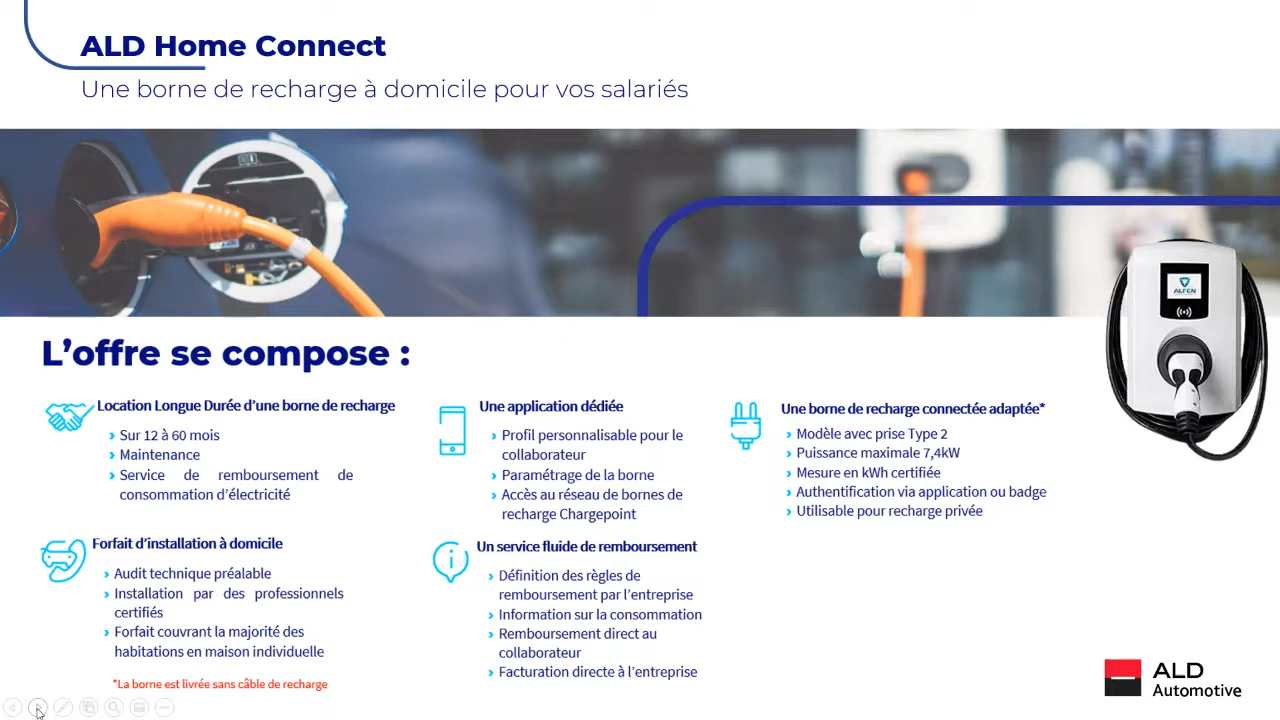 ALD Home Connect
Une borne de recharge à domicile pour vos salariés
ALFEN
L’offre se compose :
Location Longue Durée d’une borne de recharge
› Sur 12 à 60 mois
› Maintenance
› Service de remboursement de
consommation d’électricité
Une application dédiée
› Profil personnalisable pour le
collaborateur
› Paramétrage de la borne
› Accès au réseau de bornes de
recharge Chargepoint
Une borne de recharge connectée adaptée*
› Modèle avec prise Type 2
› Puissance maximale 7,4kW
› Mesure en kWh certifiée
› Authentification via application ou badge
› Utilisable pour recharge privée
Forfait d’installation à domicile
› Audit technique préalable
› Installation par des professionnels
certifiés
› Forfait couvrant la majorité des
habitations en maison individuelle
Un service fluide de remboursement
› Définition des règles de
remboursement par l’entreprise
› Information sur la consommation
› Remboursement direct au
collaborateur
› Facturation directe à l’entreprise
*La borne est livrée sans câble de recharge
ALD
Automotive